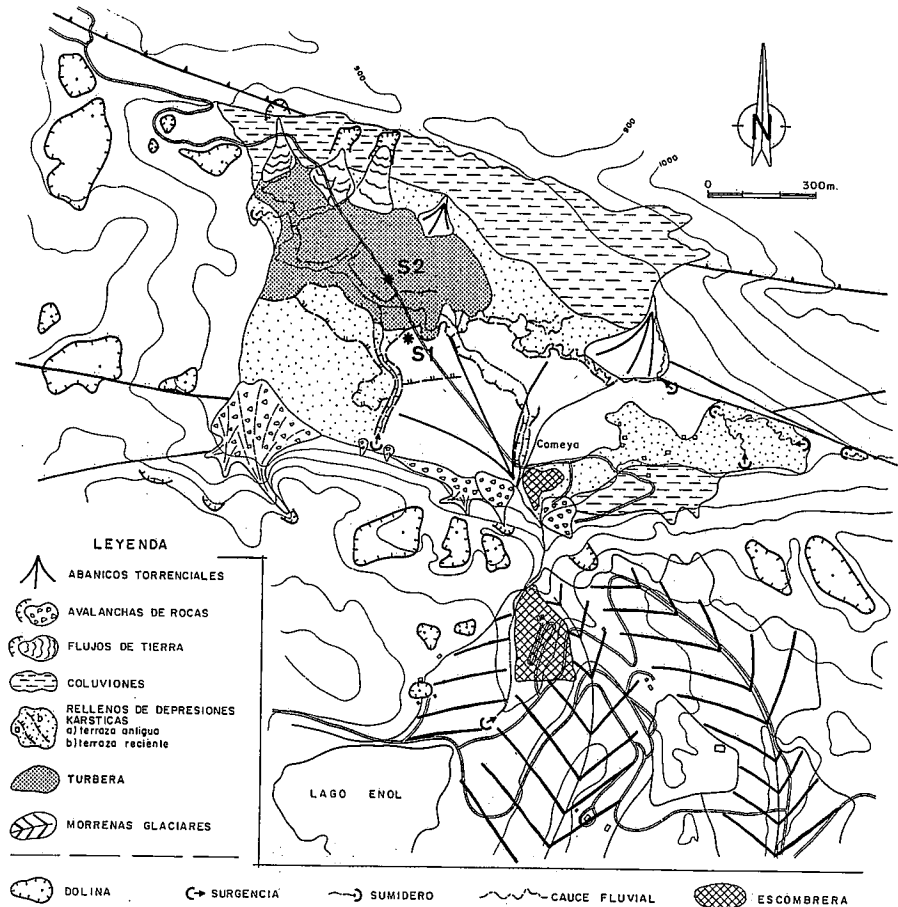 900
900
1000
N
0 300m.
S2
S1
Comeya
LEYENDA
ABANICOS TORRENCIALES
AVALANCHAS DE ROCAS
FLUJOS DE TIERRA
COLUVIONES
RELLENOS DE DEPRESIONES
KARSTICAS
a) terraza antigua
b) terraza reciente
a
b
TURBERA
MORRENAS GLACIARES
LAGO ENOL
DOLINA
SURGENCIA
SUMIDERO
CAUCE FLUVIAL
ESCOMBRERA